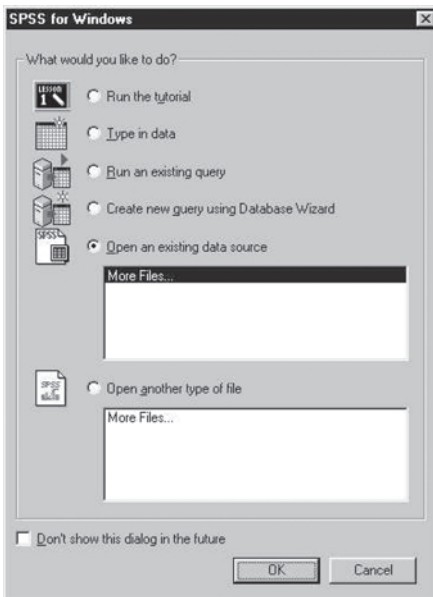 SPSS for Windows
What would you like to do?
LESSON
1
Run the tutorial
Type in data
Run an existing query
Create new query using Database Wizard
SPSS
Open an existing data source
More Files...
SPSS
Open another type of file
More Files...
Don't show this dialog in the future
OK
Cancel